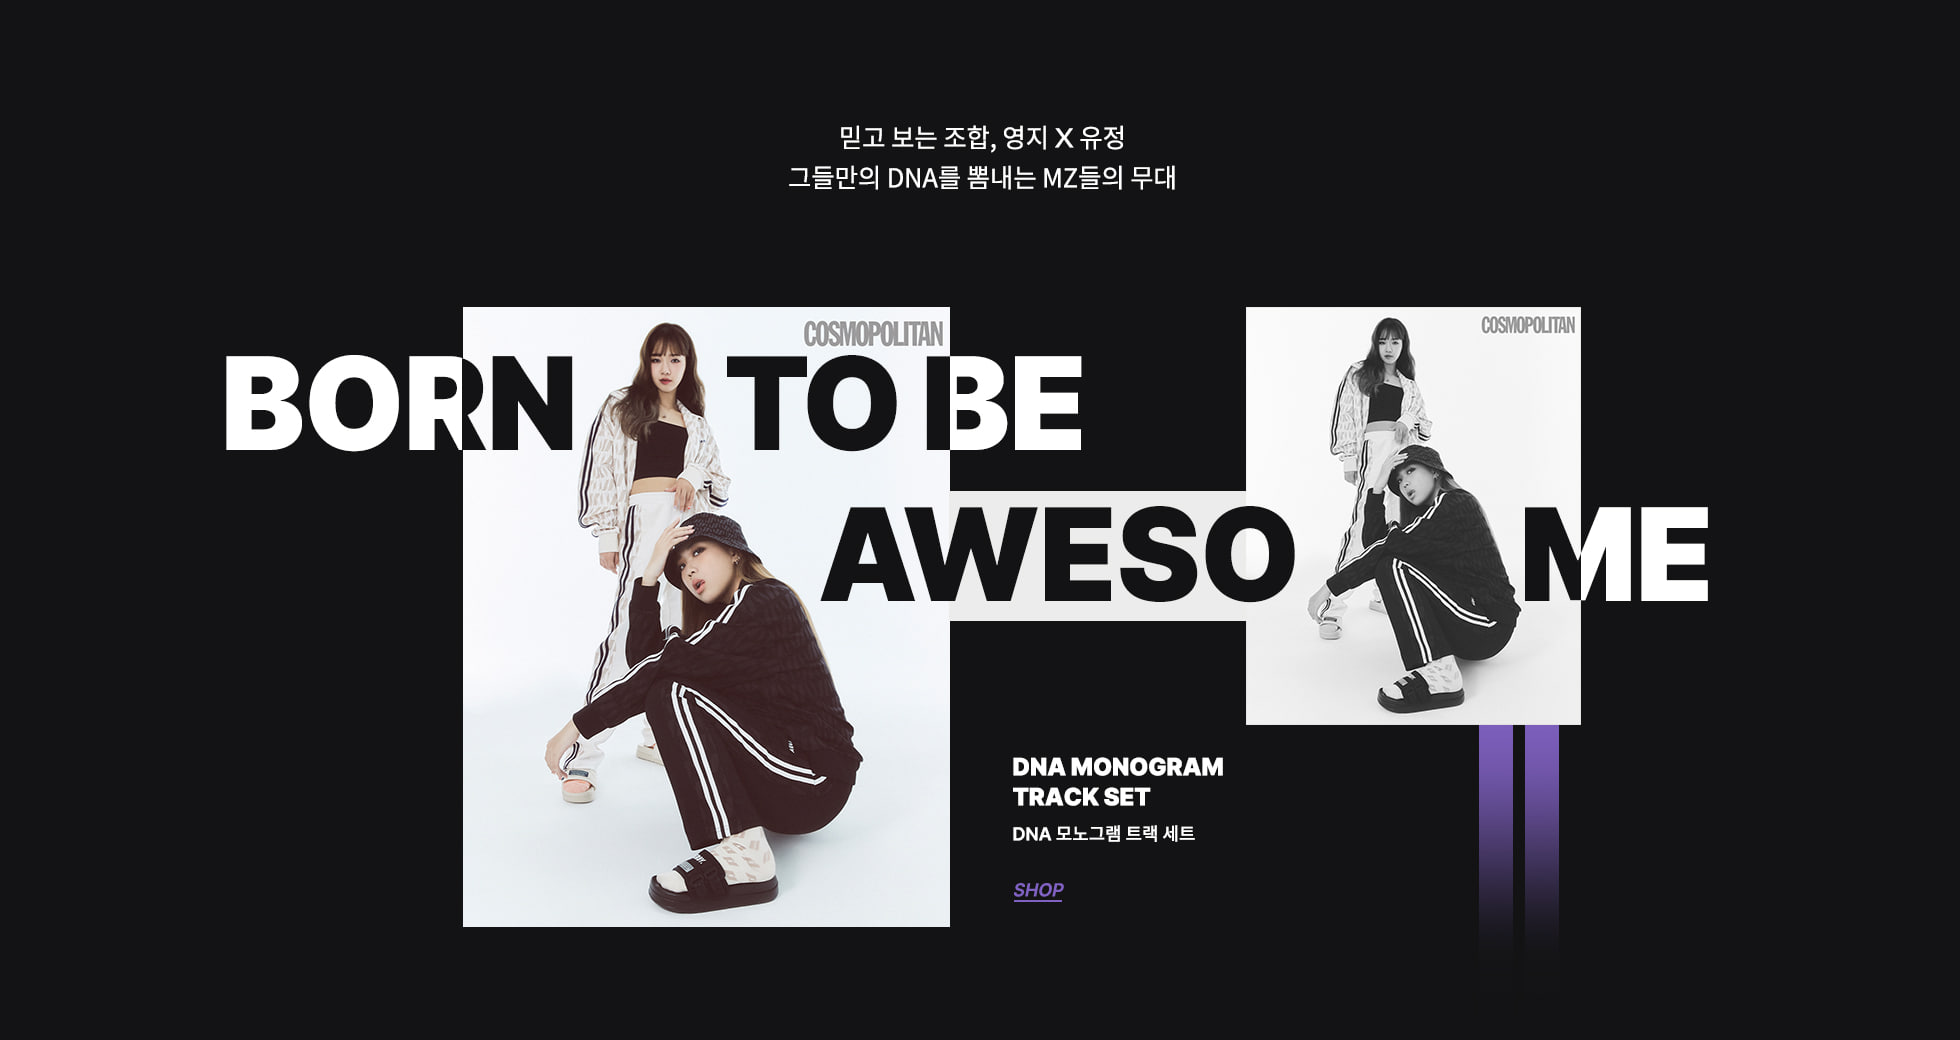 믿고 보는 조합, 영지 X 유정
그들만의 DNA를 뽐내는 MZ들의 무대
COSMOPOLITAN
COSMOPOLITAN
BORN TO BE
AWESOME
DNA MONOGRAM
TRACK SET
DNA 모노그램 트랙 세트
SHOP